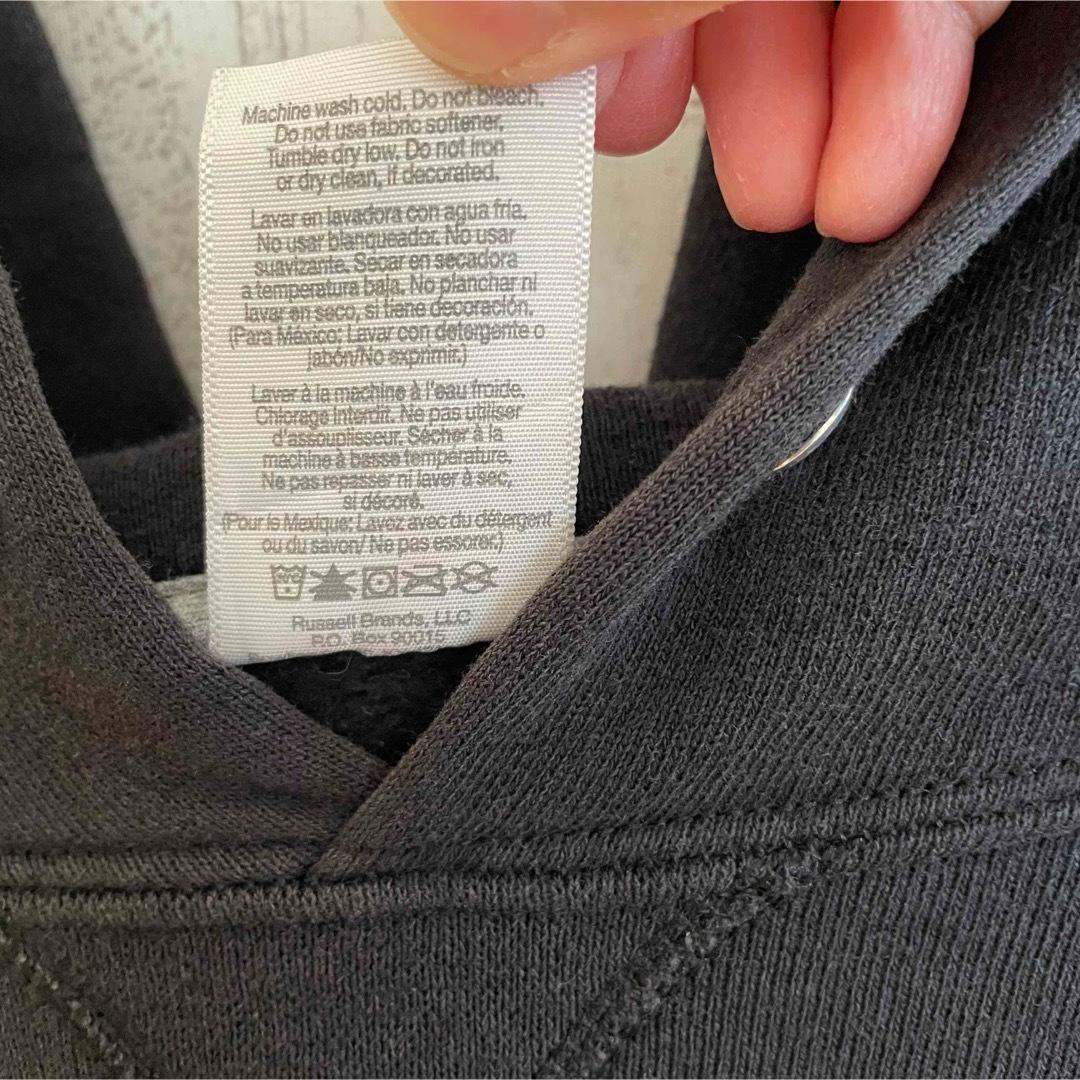 Machine wash cold. Do not bleach.
Do not use fabric softener.
Tumble dry low. Do not iron
or dry clean, if decorated.
Lavar en lavadora con agua fría.
No usar blanqueador. No usar
suavizante. Secar en secadora
a temperatura baja. No planchar ni
lavar en seco, si tiene decoración.
(Para México: Lavar con detergente o
jabón/No exprimir.)
Laver à la machine à l'eau froide.
Chlorage interdit. Ne pas utiliser
d'assouplisseur. Sécher à la
machine à basse température.
Ne pas repasser ni laver à sec,
si décoré.
(Pour le Mexique: Lavez avec du détergent
ou du savon/ Ne pas essorer.)
Russell Brands, LLC
P.O. Box 90015